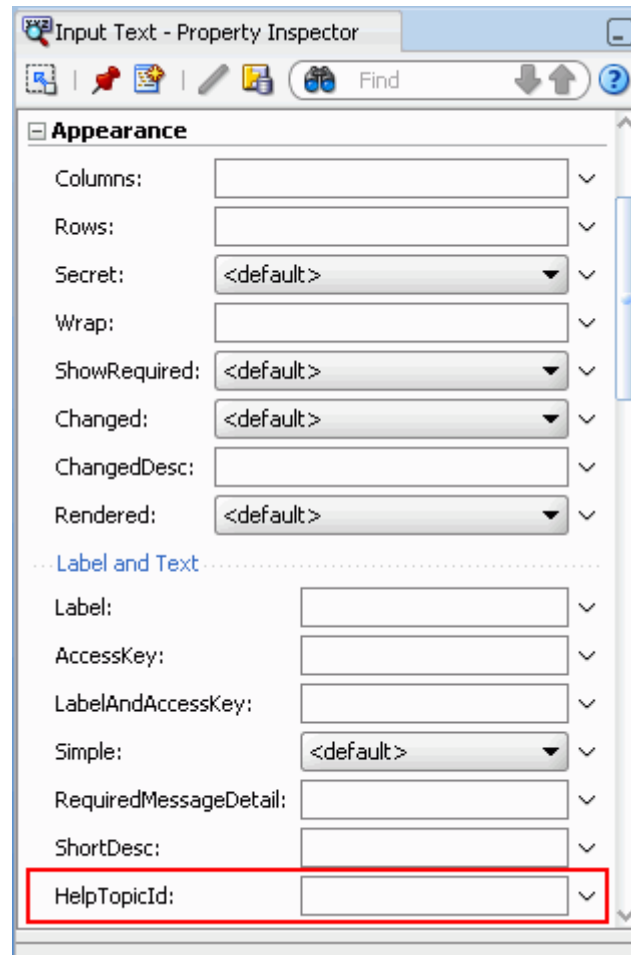 XYZ Input Text - Property Inspector
Find
Appearance
Columns:
Rows:
Secret: <default>
Wrap:
ShowRequired: <default>
Changed: <default>
ChangedDesc:
Rendered: <default>
Label and Text
Label:
AccessKey:
LabelAndAccessKey:
Simple: <default>
RequiredMessageDetail:
ShortDesc:
HelpTopicId: